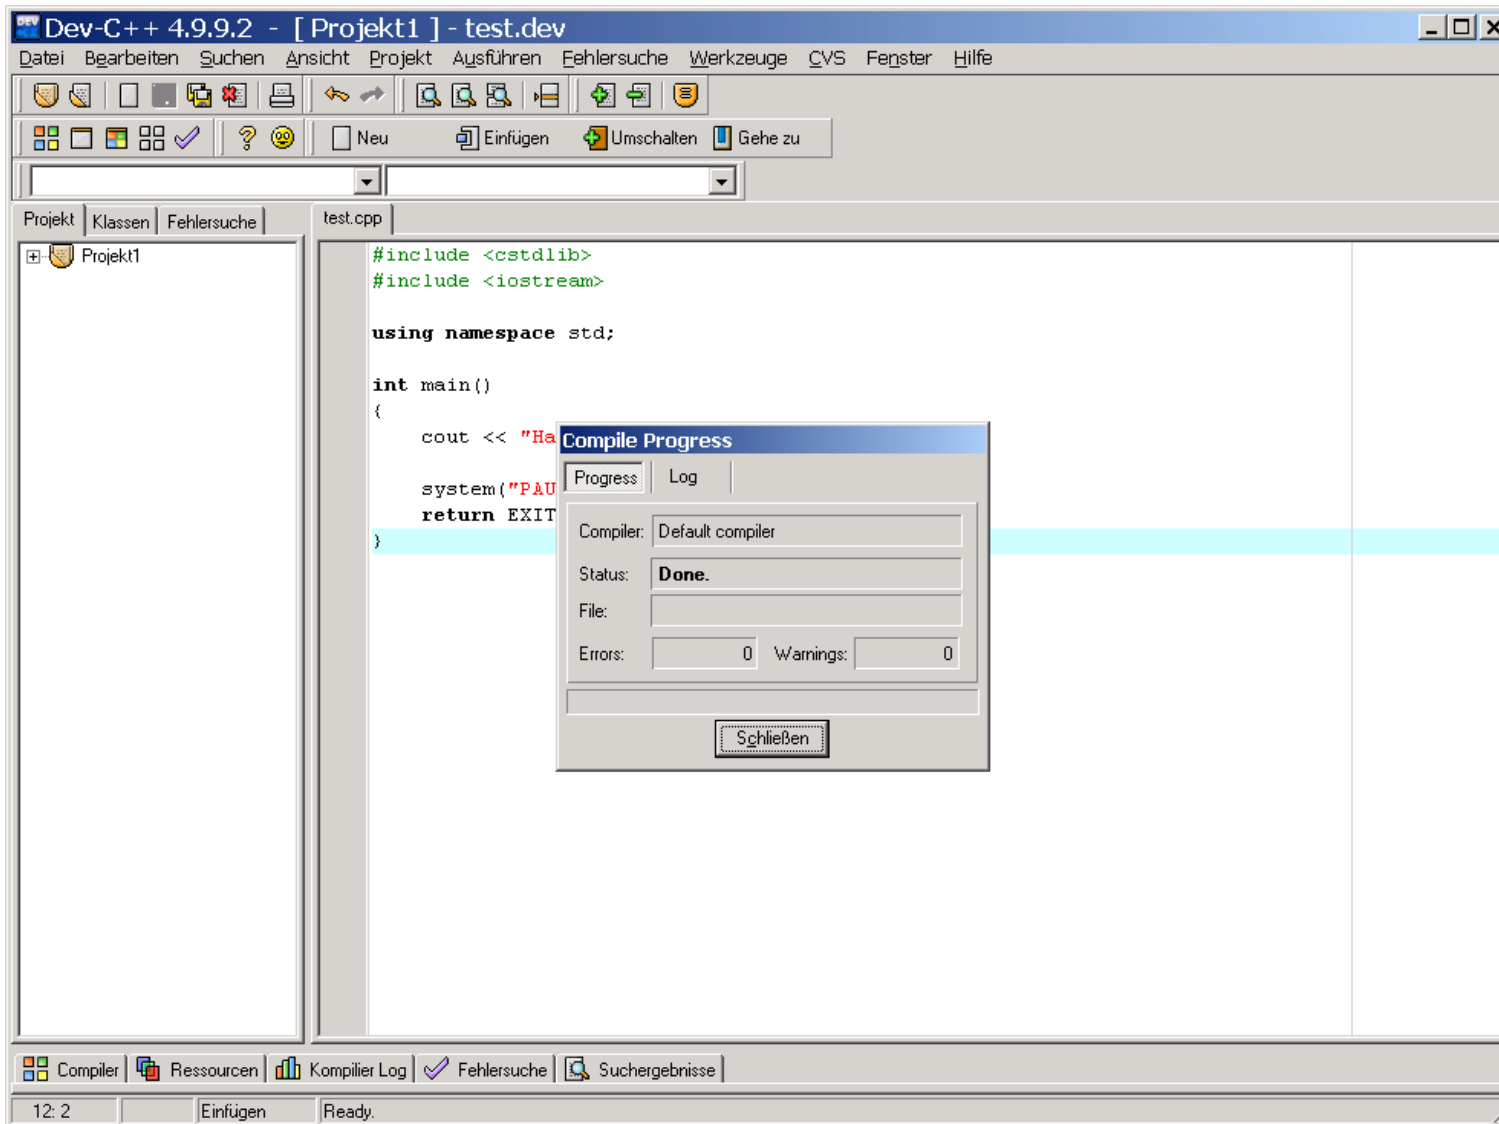 Dev-C++ 4.9.9.2 - [ Projekt1 ] - test.dev
Datei Bearbeiten Suchen Ansicht Projekt Ausführen Fehlersuche Werkzeuge CVS Fenster Hilfe
Neu Einfügen Umschalten Gehe zu
Projekt Klassen Fehlersuche test.cpp
Projekt1
#include <cstdlib>
#include <iostream>
using namespace std;
int main()
{
cout << "Ha
system("PAU
return EXIT
}
Compile Progress
Progress Log
Compiler: Default compiler
Status: Done.
File:
Errors: 0 Warnings: 0
Schließen
Compiler Ressourcen Kompilier Log Fehlersuche Suchergebnisse
12: 2 Einfügen Ready.